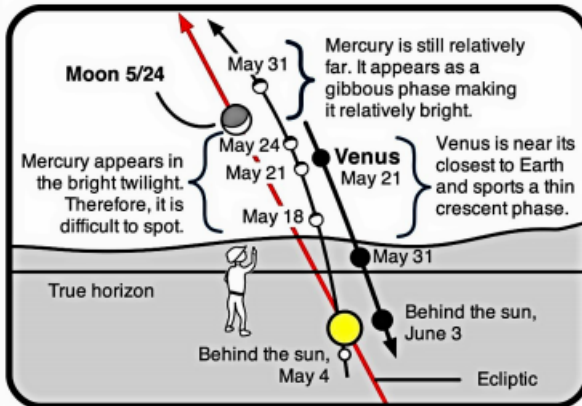 May 31
Mercury is still relatively
far. It appears as a
gibbous phase making
it relatively bright.
Moon 5/24
Mercury appears in
the bright twilight.
Therefore, it is
difficult to spot.
May 24
May 21
May 18
Venus
May 21
Venus is near its
closest to Earth
and sports a thin
crescent phase.
May 31
True horizon
Behind the sun,
June 3
Behind the sun,
May 4
Ecliptic